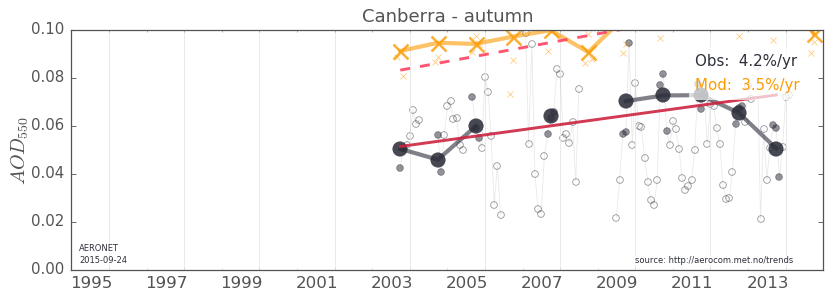 Canberra - autumn
0.10
0.08
0.06
0.04
0.02
0.00
AOD550
Obs: 4.2%/yr
Mod: 3.5%/yr
AERONET
2015-09-24
source: http://aerocom.met.no/trends
1995 1997 1999 2001 2003 2005 2007 2009 2011 2013